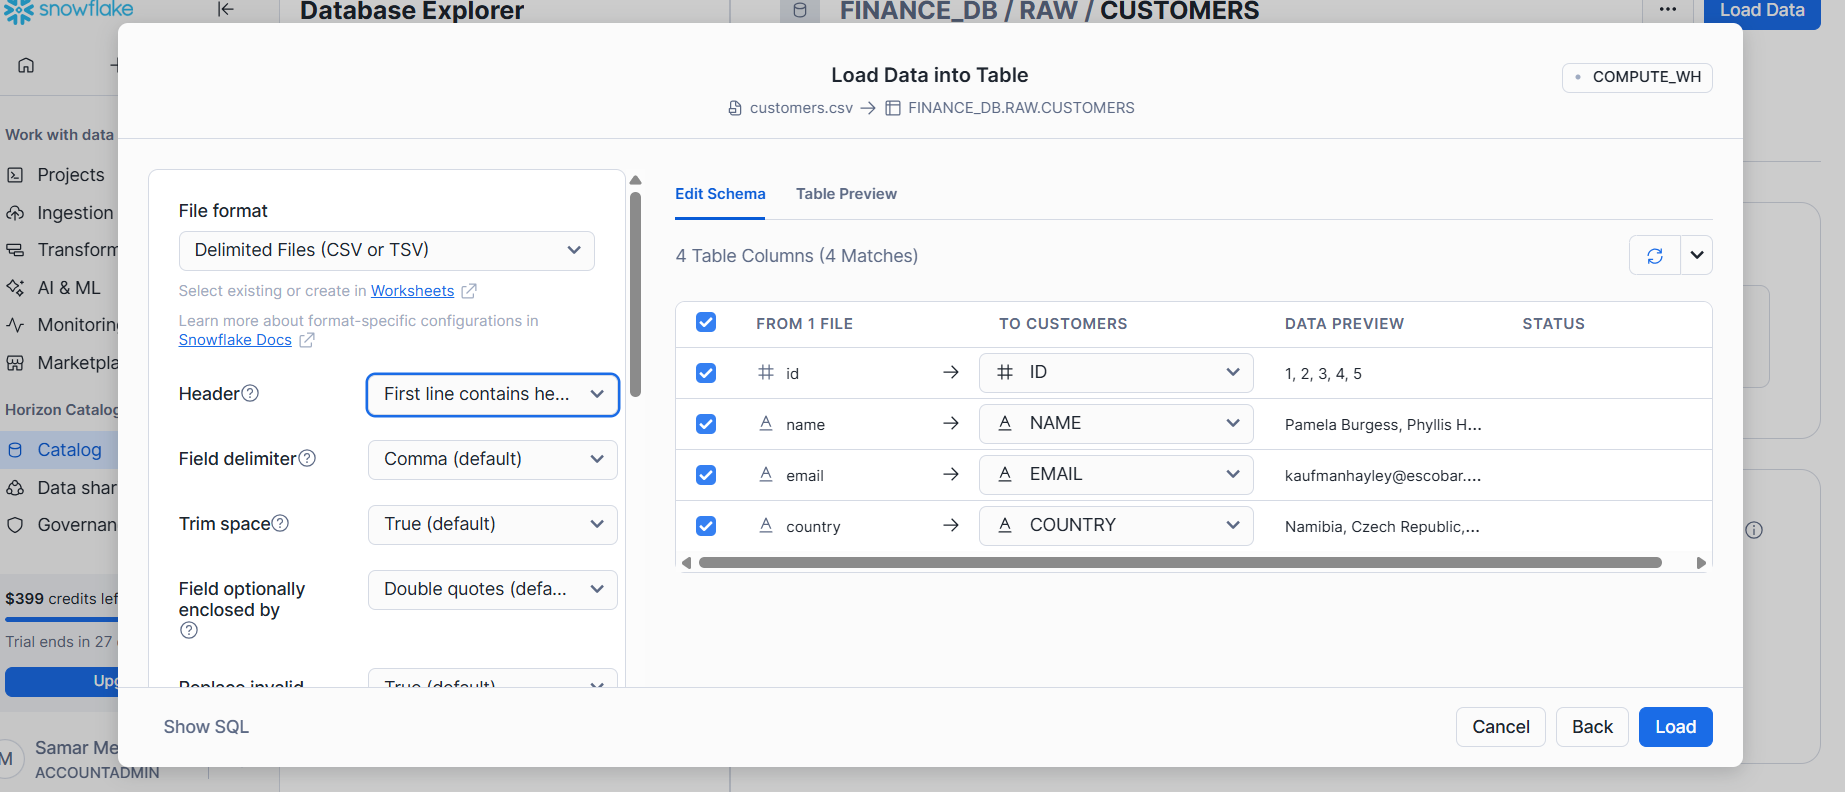 snowflake
Database Explorer
FINANCE_DB / RAW / CUSTOMERS
Load Data
Load Data into Table
COMPUTE_WH
customers.csv → FINANCE_DB.RAW.CUSTOMERS
Work with data
Projects
Ingestion
Transform
AI & ML
Monitoring
Marketpla
Horizon Catalog
Catalog
Data shar
Governan
$399 credits left
Trial ends in 27
Upg
M
Samar Me
ACCOUNTADMIN
File format
Delimited Files (CSV or TSV)
Select existing or create in Worksheets
Learn more about format-specific configurations in
Snowflake Docs
Header
First line contains he...
Field delimiter
Comma (default)
Trim space
True (default)
Field optionally
enclosed by
Double quotes (defa...
Replace invalid
True (default)
Edit Schema
Table Preview
4 Table Columns (4 Matches)
FROM 1 FILE TO CUSTOMERS DATA PREVIEW STATUS
id → ID 1, 2, 3, 4, 5
name → NAME Pamela Burgess, Phyllis H...
email → EMAIL kaufmanhayley@escobar....
country → COUNTRY Namibia, Czech Republic,...
Show SQL
Cancel
Back
Load